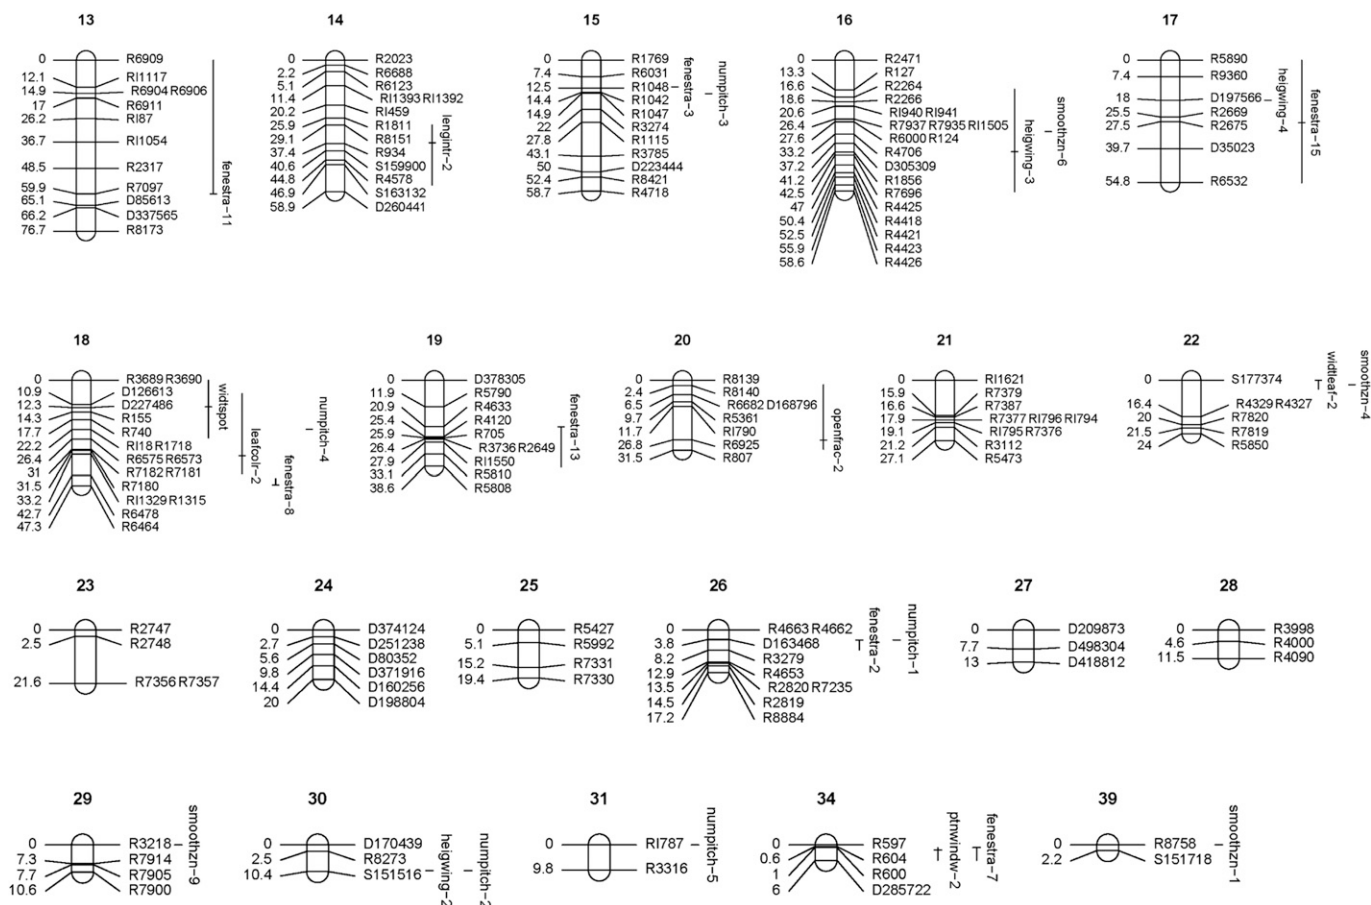 13
0 R6909
12.1 RI1117
14.9 R6904 R6906
17 R6911
26.2 RI87
36.7 RI1054
48.5 R2317
59.9 R7097
65.1 D85613
66.2 D337565
76.7 R8173
fenestra-11
14
0 R2023
2.2 R6688
5.1 R6123
11.4 RI1393 RI1392
20.2 RI459
25.9 R1811
29.1 R8151
37.4 R934
40.6 S159900
44.8 R4578
46.9 S163132
58.9 D260441
lengintr-2
15
0 R1769
7.4 R6031
12.5 R1048
14.4 R1042
14.9 R1047
22 R3274
27.8 R1115
43.1 R3785
50 D223444
52.4 R8421
58.7 R4718
fenestra-3
numpitch-3
16
0 R2471
13.3 R127
16.6 R2264
18.6 R2266
20.6 RI940 RI941
26.4 R7937 R7935 RI1505
27.6 R6000 R124
33.2 R4706
37.2 D305309
41.2 R1856
42.5 R7696
47 R4425
50.4 R4418
52.5 R4421
55.9 R4423
58.6 R4426
heigwing-3
smoothzn-6
17
0 R5890
7.4 R9360
18 D197566
25.5 R2669
27.5 R2675
39.7 D35023
54.8 R6532
heigwing-4
fenestra-15
18
0 R3689 R3690
10.9 D126613
12.3 D227486
14.3 R155
17.7 R740
22.2 RI18 R1718
26.4 R6575 R6573
31 R7182 R7181
31.5 R7180
33.2 RI1329 R1315
42.7 R6478
47.3 R6464
widtspot
leafcolr-2
fenestra-8
numpitch-4
19
0 D378305
11.9 R5790
20.9 R4633
25.4 R4120
25.9 R705
26.4 R3736 R2649
27.9 RI1550
33.1 R5810
38.6 R5808
fenestra-13
20
0 R8139
2.4 R8140
6.5 R6682 D168796
9.7 R5361
11.7 RI790
26.8 R6925
31.5 R807
openfrac-2
21
0 RI1621
15.9 R7379
16.6 R7387
17.9 R7377 RI796 RI794
19.1 RI795 R7376
21.2 R3112
27.1 R5473
22
0 S177374
16.4 R4329 R4327
20 R7820
21.5 R7819
24 R5850
widtleaf-2
smoothzn-4
23
0 R2747
2.5 R2748
21.6 R7356 R7357
24
0 D374124
2.7 D251238
5.6 D80352
9.8 D371916
14.4 D160256
20 D198804
25
0 R5427
5.1 R5992
15.2 R7331
19.4 R7330
26
0 R4663 R4662
3.8 D163468
8.2 R3279
12.9 R4653
13.5 R2820 R7235
14.5 R2819
17.2 R8884
fenestra-2
numpitch-1
27
0 D209873
7.7 D498304
13 D418812
28
0 R3998
4.6 R4000
11.5 R4090
29
0 R3218
7.3 R7914
7.7 R7905
10.6 R7900
smoothzn-9
30
0 D170439
2.5 R8273
10.4 S151516
heigwing-2
numpitch-2
31
0 RI787
9.8 R3316
numpitch-5
34
0 R597
0.6 R604
1 R600
6 D285722
ptnwindw-2
fenestra-7
39
0 R8758
2.2 S151718
smoothzn-1